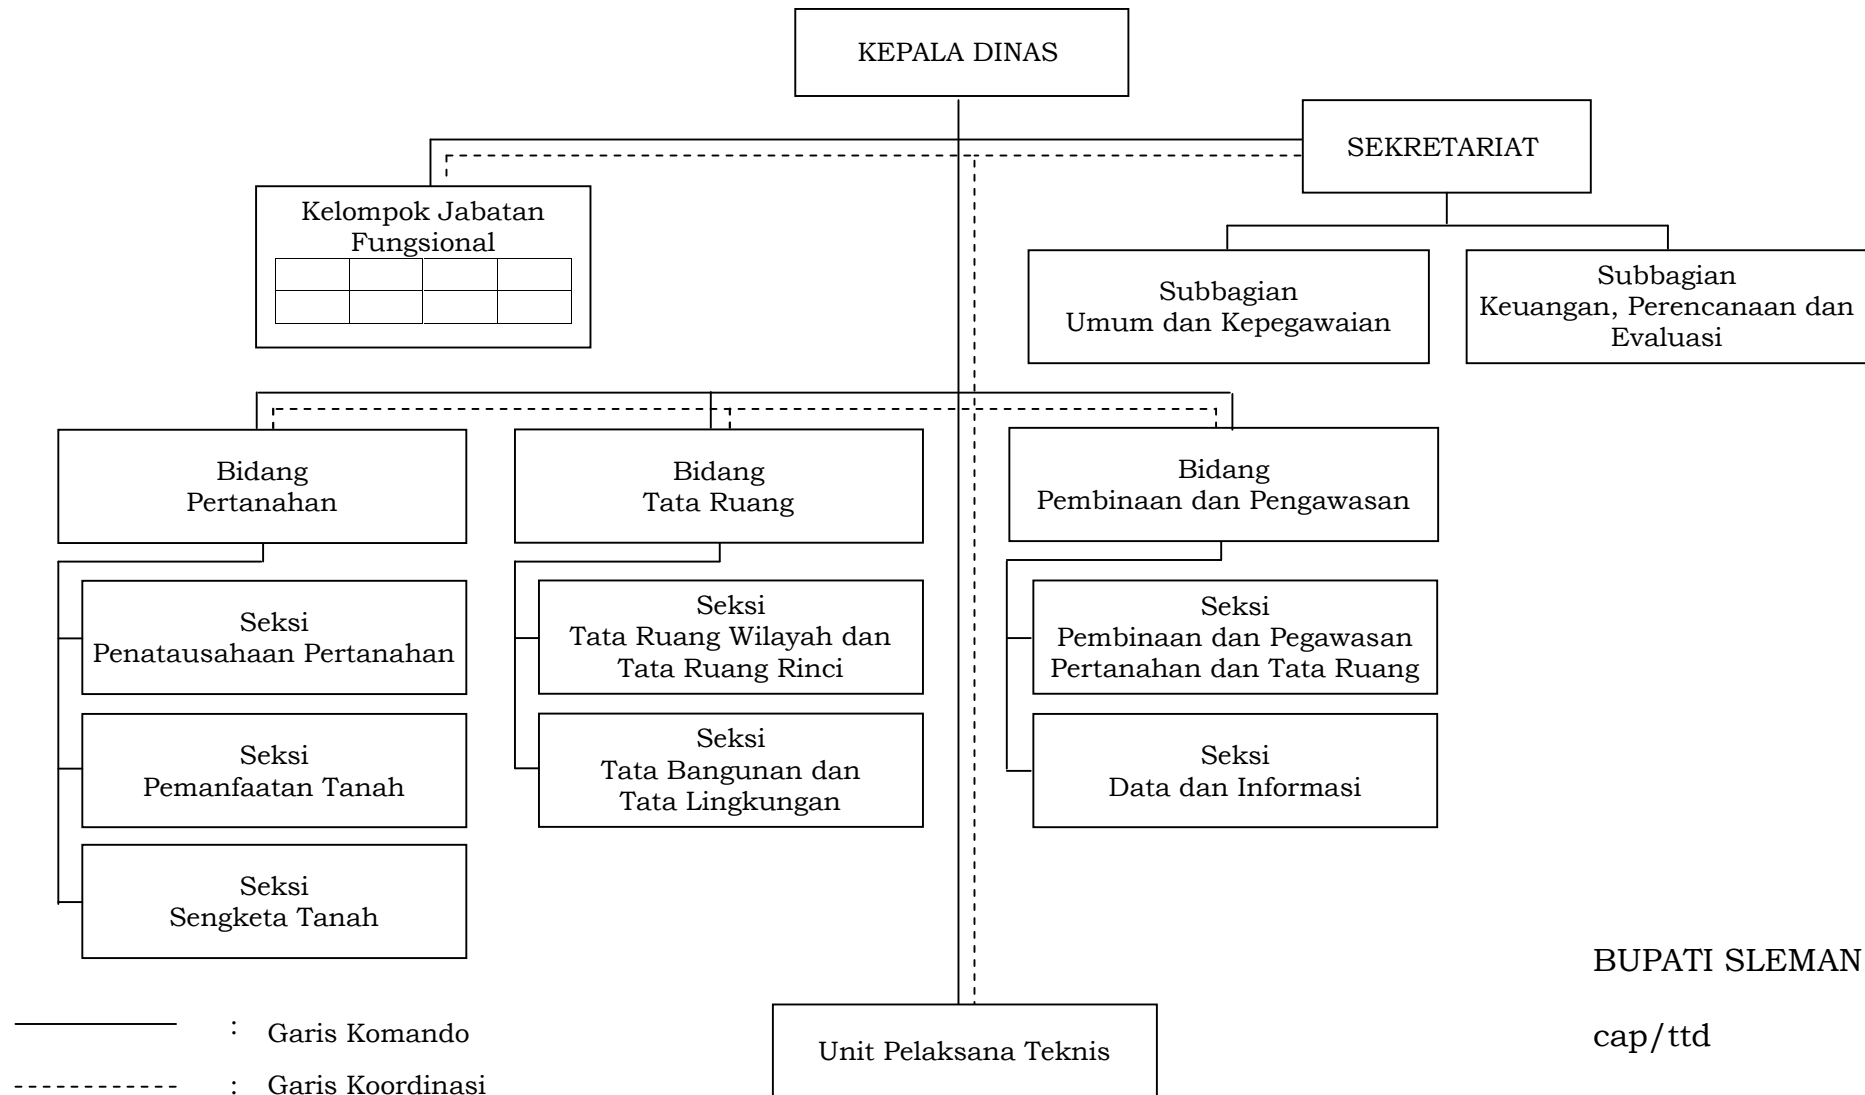 KEPALA DINAS
SEKRETARIAT
Kelompok Jabatan
Fungsional
Subbagian
Umum dan Kepegawaian
Subbagian
Keuangan, Perencanaan dan
Evaluasi
Bidang
Pertanahan
Bidang
Tata Ruang
Bidang
Pembinaan dan Pengawasan
Seksi
Penatausahaan Pertanahan
Seksi
Tata Ruang Wilayah dan
Tata Ruang Rinci
Seksi
Pembinaan dan Pegawasan
Pertanahan dan Tata Ruang
Seksi
Pemanfaatan Tanah
Seksi
Tata Bangunan dan
Tata Lingkungan
Seksi
Data dan Informasi
Seksi
Sengketa Tanah
BUPATI SLEMAN
cap/ttd
: Garis Komando
: Garis Koordinasi
Unit Pelaksana Teknis